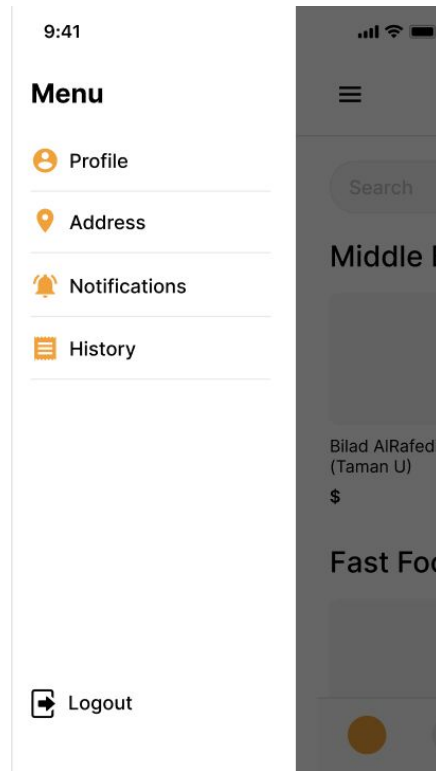 9:41
Menu
Profile
Address
Notifications
History
Logout
Search
Middle
Bilad AlRafed
(Taman U)
$
Fast Foo